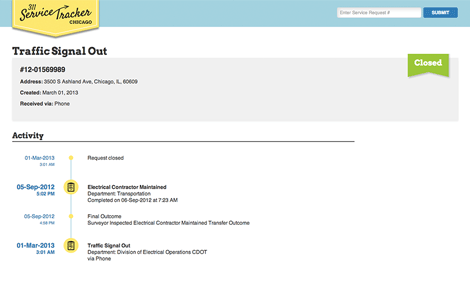 311
Service Tracker
CHICAGO
Enter Service Request #
SUBMIT
Traffic Signal Out
#12-01569989
Closed
Address: 3500 S Ashland Ave, Chicago, IL, 60609
Created: March 01, 2013
Received via: Phone
Activity
01-Mar-2013
Request closed
3:01 AM
05-Sep-2012
Electrical Contractor Maintained
5:02 PM
Department: Transportation
Completed on 06-Sep-2012 at 7:23 AM
05-Sep-2012
Final Outcome
4:58 PM
Surveyor Inspected Electrical Contractor Maintained Transfer Outcome
01-Mar-2013
Traffic Signal Out
3:01 AM
Department: Division of Electrical Operations CDOT
via Phone